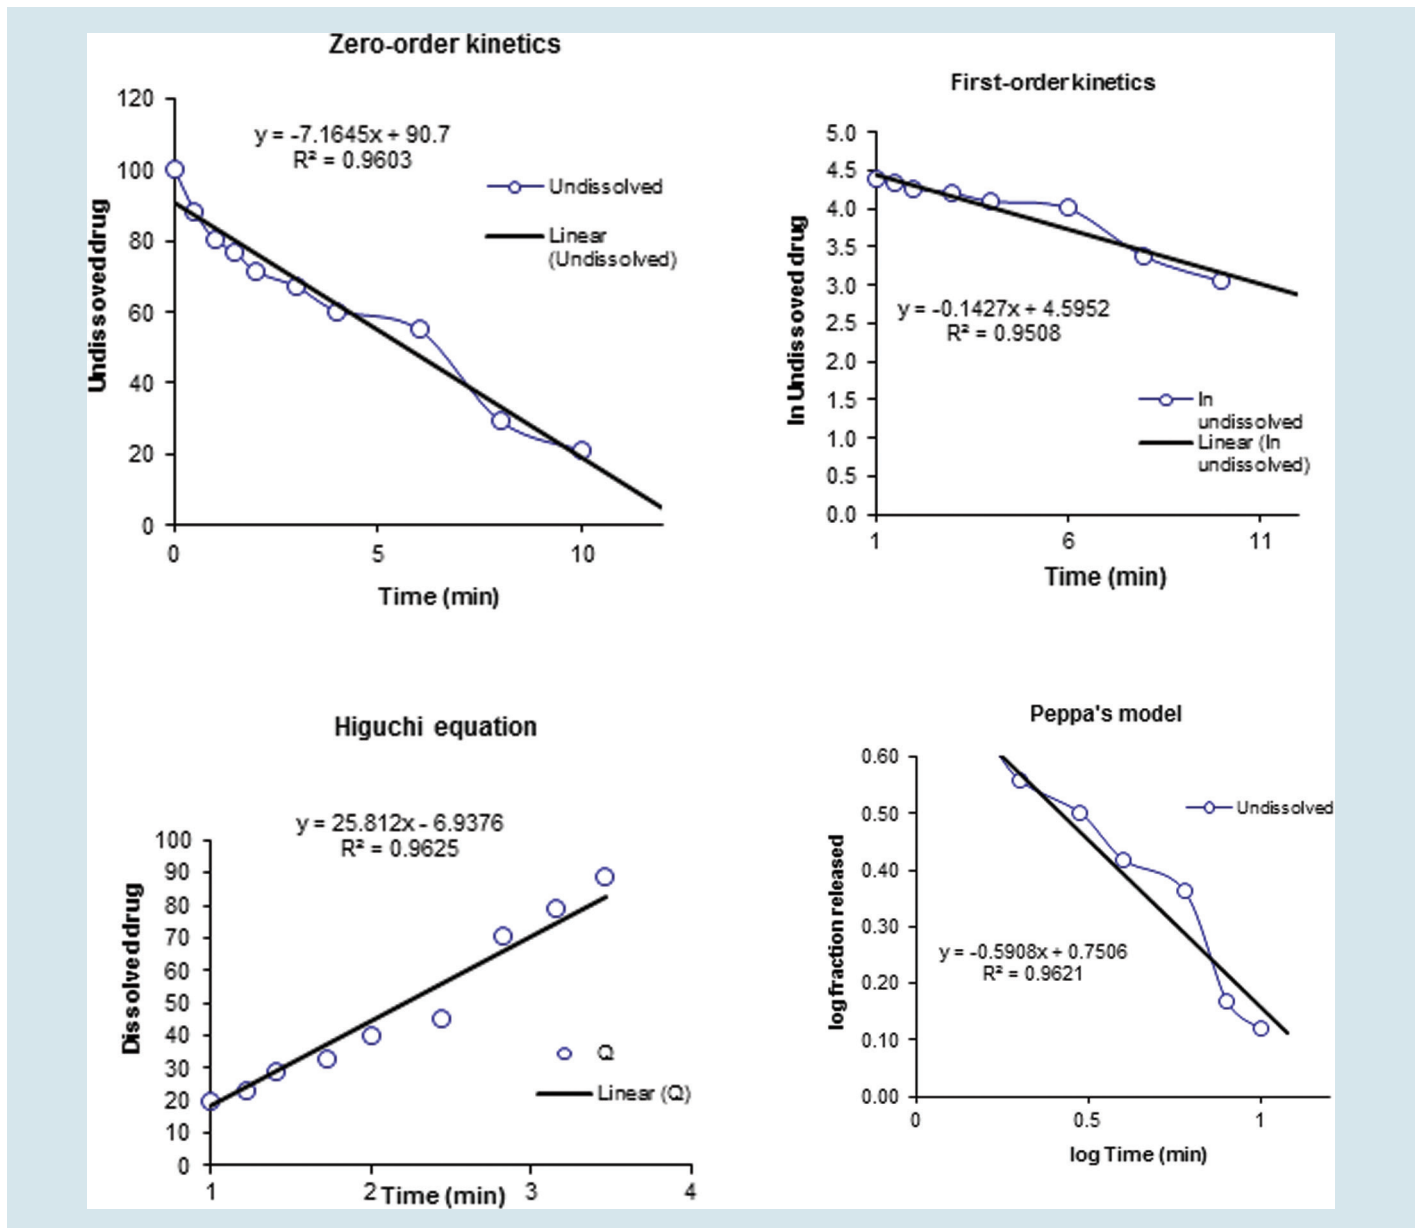 Zero-order kinetics
120
100
80
60
40
20
0
0 5 10
Undissoved drug
Time (min)
y = -7.1645x + 90.7
R² = 0.9603
Undissolved
Linear
(Undissolved)
First-order kinetics
5.0
4.5
4.0
3.5
3.0
2.5
2.0
1.5
1.0
0.5
0.0
1 6 11
In Undissoved drug
Time (min)
y = -0.1427x + 4.5952
R² = 0.9508
In
undissolved
Linear (In
undissolved)
Higuchi equation
y = 25.812x - 6.9376
R² = 0.9625
100
90
80
70
60
50
40
30
20
10
0
1 2 3 4
Dissolved drug
Time (min)
Q
Linear (Q)
Peppa's model
0.60
0.50
0.40
0.30
0.20
0.10
0.00
0 0.5 1
log fraction released
log Time (min)
y = -0.5908x + 0.7506
R² = 0.9621
Undissolved